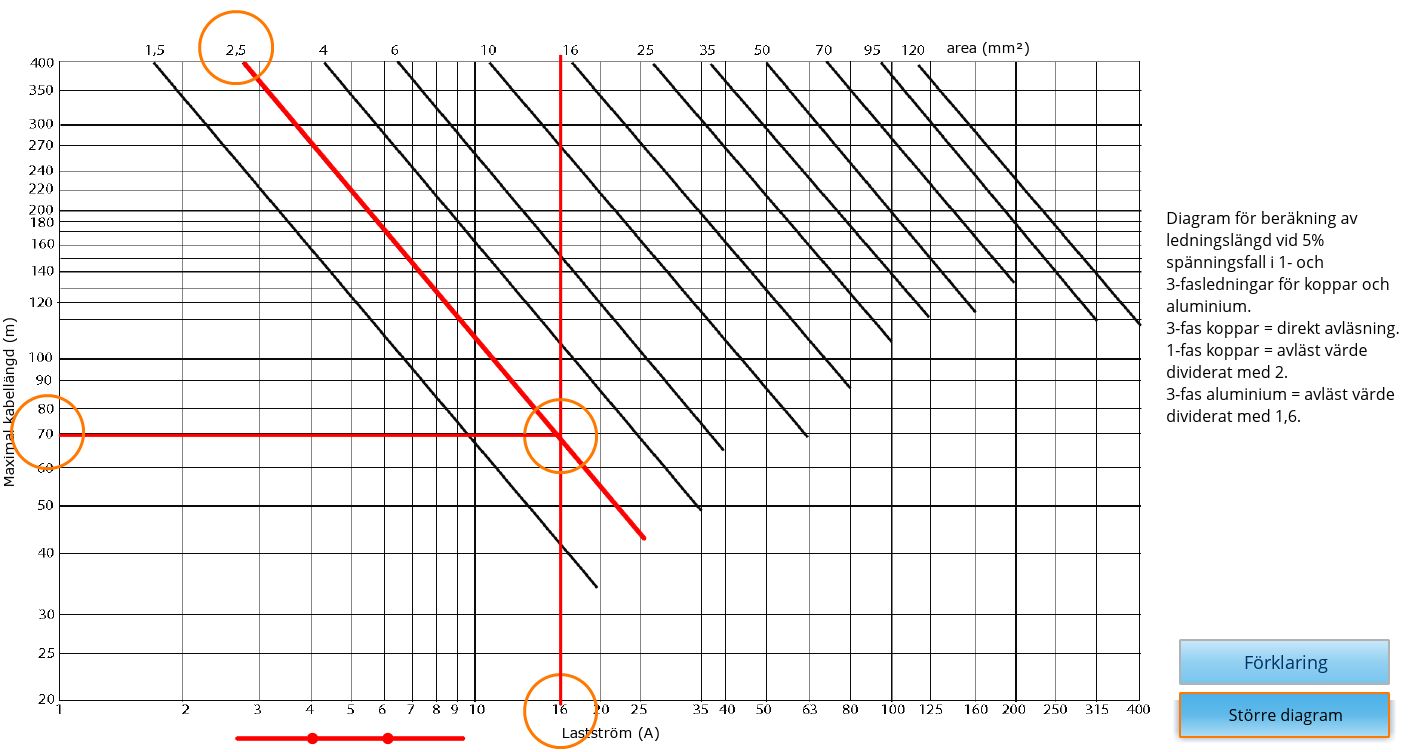 1,5 2,5 4 6 10 16 25 35 50 70 95 120 area (mm²)
400
350
300
270
240
220
200
180
160
140
120
100
90
80
70
60
50
40
30
25
20
Maximal kabellängd (m)
1 2 3 4 5 6 7 8 9 10 16 20 25 35 40 50 63 80 100 125 160 200 250 315 400
Lastström (A)
Diagram för beräkning av
ledningslängd vid 5%
spänningsfall i 1- och
3-fasledningar för koppar och
aluminium.
3-fas koppar = direkt avläsning.
1-fas koppar = avläst värde
dividerat med 2.
3-fas aluminium = avläst värde
dividerat med 1,6.
Förklaring
Större diagram